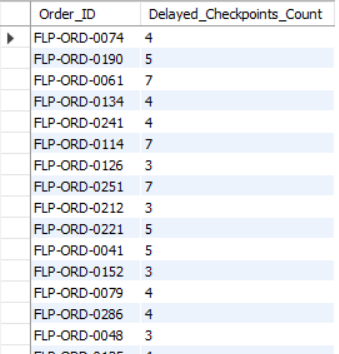 Order_ID Delayed_Checkpoints_Count
FLP-ORD-0074 4
FLP-ORD-0190 5
FLP-ORD-0061 7
FLP-ORD-0134 4
FLP-ORD-0241 4
FLP-ORD-0114 7
FLP-ORD-0126 3
FLP-ORD-0251 7
FLP-ORD-0212 3
FLP-ORD-0221 5
FLP-ORD-0041 5
FLP-ORD-0152 3
FLP-ORD-0079 4
FLP-ORD-0286 4
FLP-ORD-0048 3